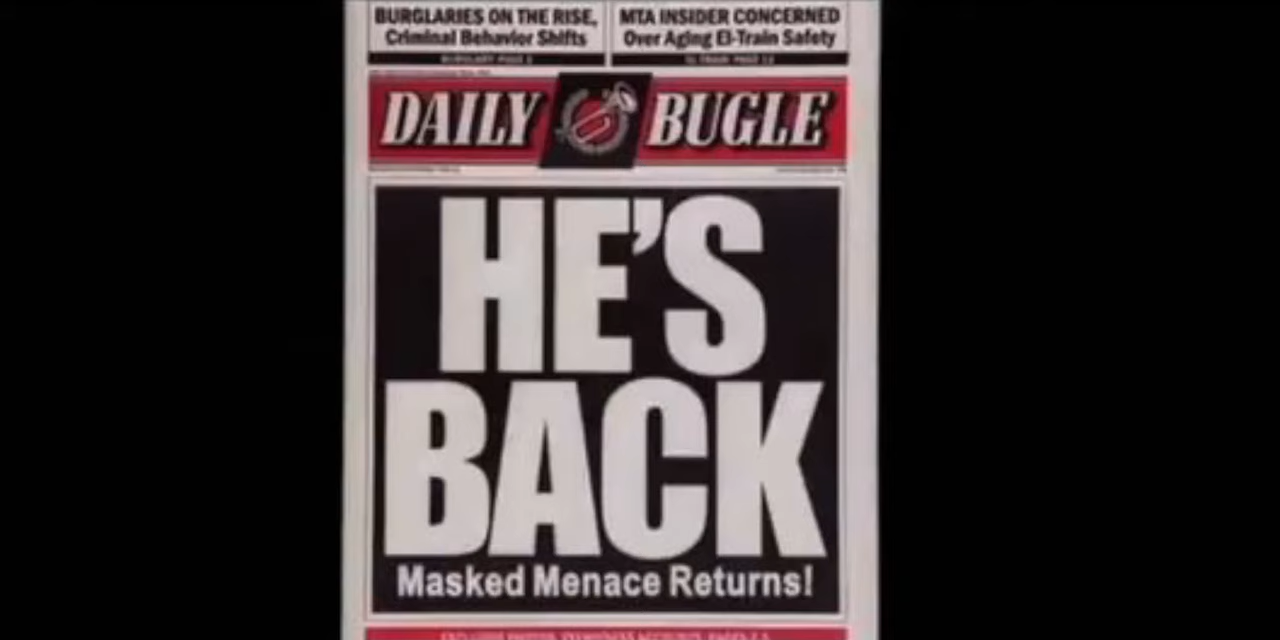 BURGLARIES ON THE RISE,
Criminal Behavior Shifts
MTA INSIDER CONCERNED
Over Aging El-Train Safety
DAILY BUGLE
HE'S
BACK
Masked Menace Returns!